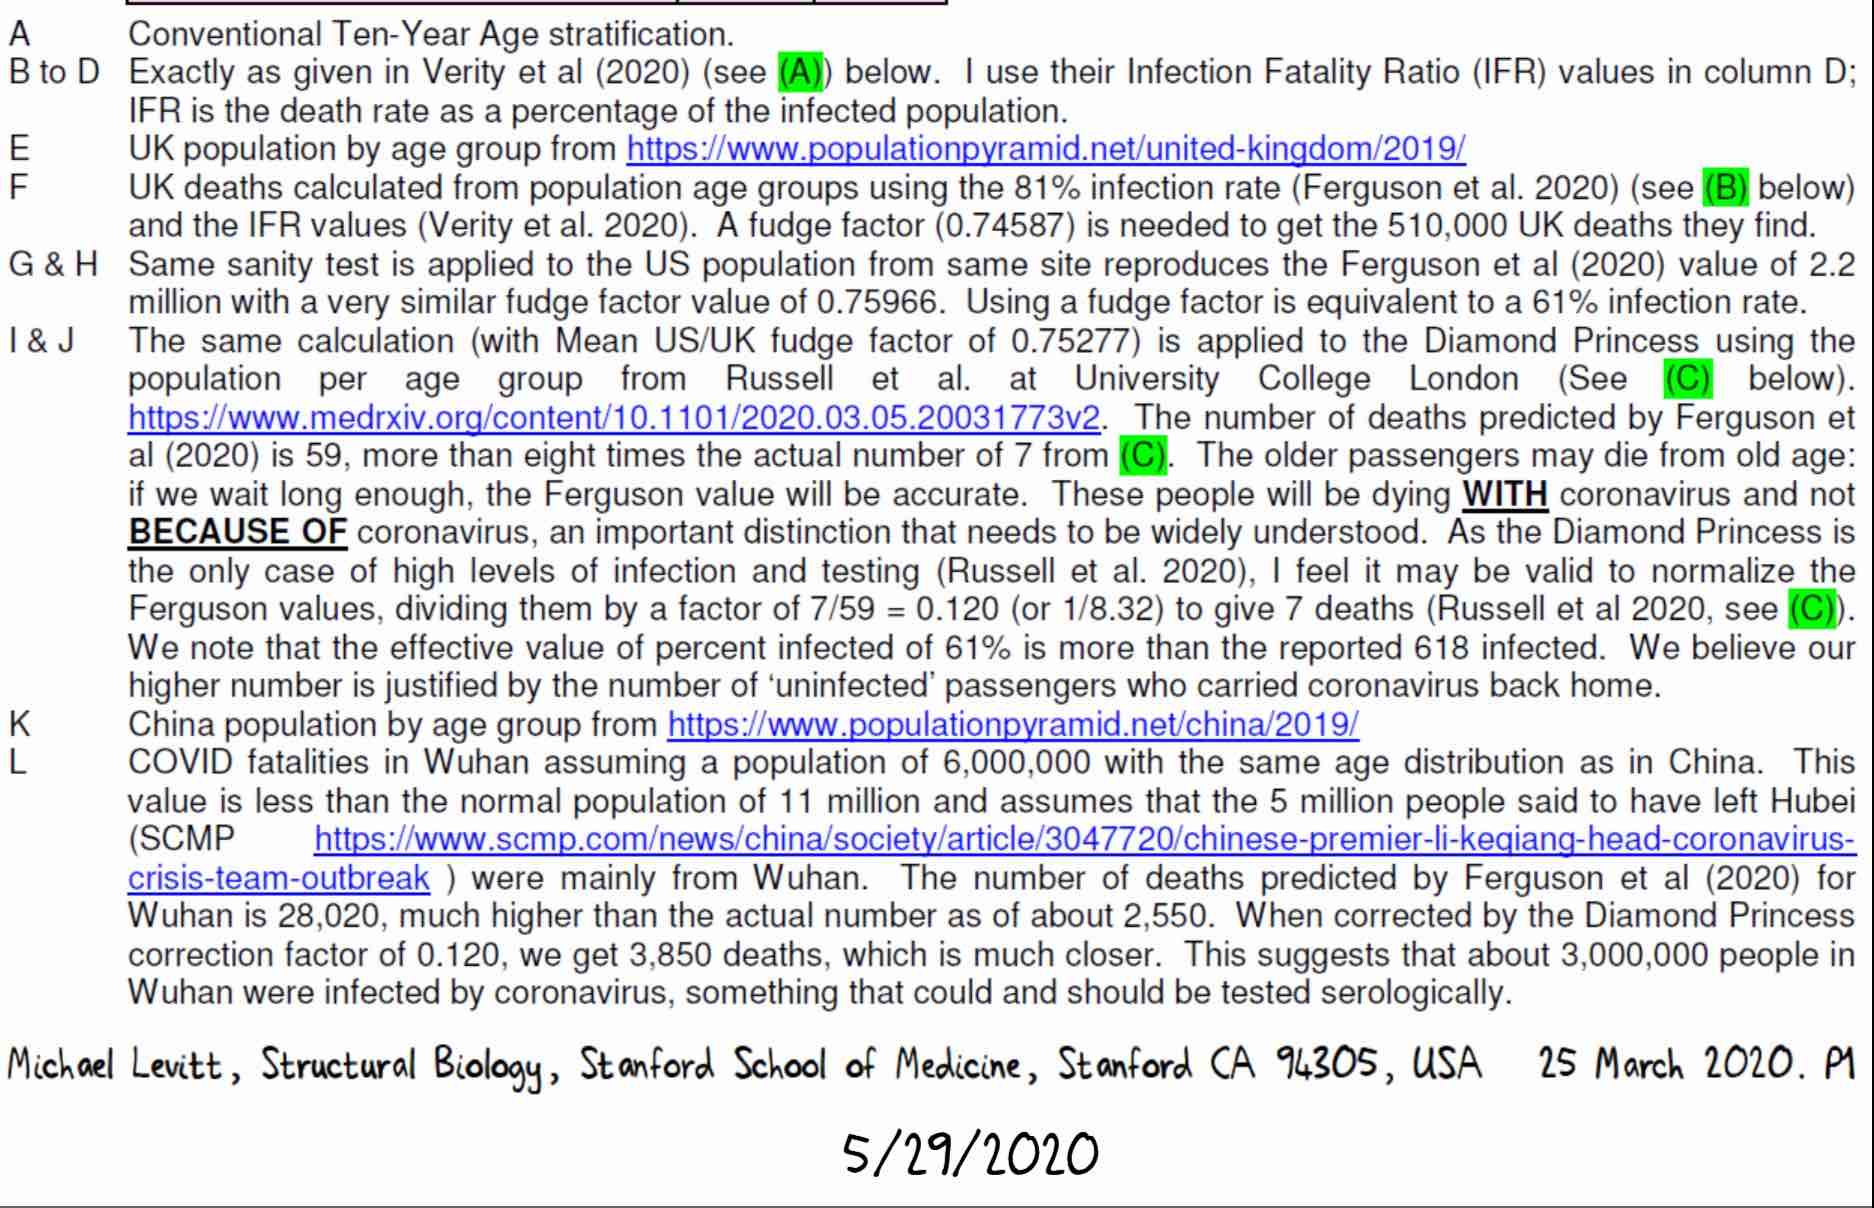 A Conventional Ten-Year Age stratification.
B to D Exactly as given in Verity et al (2020) (see (A)) below. I use their Infection Fatality Ratio (IFR) values in column D;
IFR is the death rate as a percentage of the infected population.
E UK population by age group from https://www.populationpyramid.net/united-kingdom/2019/
F UK deaths calculated from population age groups using the 81% infection rate (Ferguson et al. 2020) (see (B) below)
and the IFR values (Verity et al. 2020). A fudge factor (0.74587) is needed to get the 510,000 UK deaths they find.
G & H Same sanity test is applied to the US population from same site reproduces the Ferguson et al (2020) value of 2.2
million with a very similar fudge factor value of 0.75966. Using a fudge factor is equivalent to a 61% infection rate.
I & J The same calculation (with Mean US/UK fudge factor of 0.75277) is applied to the Diamond Princess using the
population per age group from Russell et al. at University College London (See (C) below).
https://www.medrxiv.org/content/10.1101/2020.03.05.20031773v2. The number of deaths predicted by Ferguson et
al (2020) is 59, more than eight times the actual number of 7 from (C). The older passengers may die from old age:
if we wait long enough, the Ferguson value will be accurate. These people will be dying WITH coronavirus and not
BECAUSE OF coronavirus, an important distinction that needs to be widely understood. As the Diamond Princess is
the only case of high levels of infection and testing (Russell et al. 2020), I feel it may be valid to normalize the
Ferguson values, dividing them by a factor of 7/59 = 0.120 (or 1/8.32) to give 7 deaths (Russell et al 2020, see (C)).
We note that the effective value of percent infected of 61% is more than the reported 618 infected. We believe our
higher number is justified by the number of ‘uninfected’ passengers who carried coronavirus back home.
K China population by age group from https://www.populationpyramid.net/china/2019/
L COVID fatalities in Wuhan assuming a population of 6,000,000 with the same age distribution as in China. This
value is less than the normal population of 11 million and assumes that the 5 million people said to have left Hubei
(SCMP https://www.scmp.com/news/china/society/article/3047720/chinese-premier-li-keqiang-head-coronavirus-
crisis-team-outbreak ) were mainly from Wuhan. The number of deaths predicted by Ferguson et al (2020) for
Wuhan is 28,020, much higher than the actual number as of about 2,550. When corrected by the Diamond Princess
correction factor of 0.120, we get 3,850 deaths, which is much closer. This suggests that about 3,000,000 people in
Wuhan were infected by coronavirus, something that could and should be tested serologically.
Michael Levitt, Structural Biology, Stanford School of Medicine, Stanford CA 94305, USA 25 March 2020. P1
5/29/2020